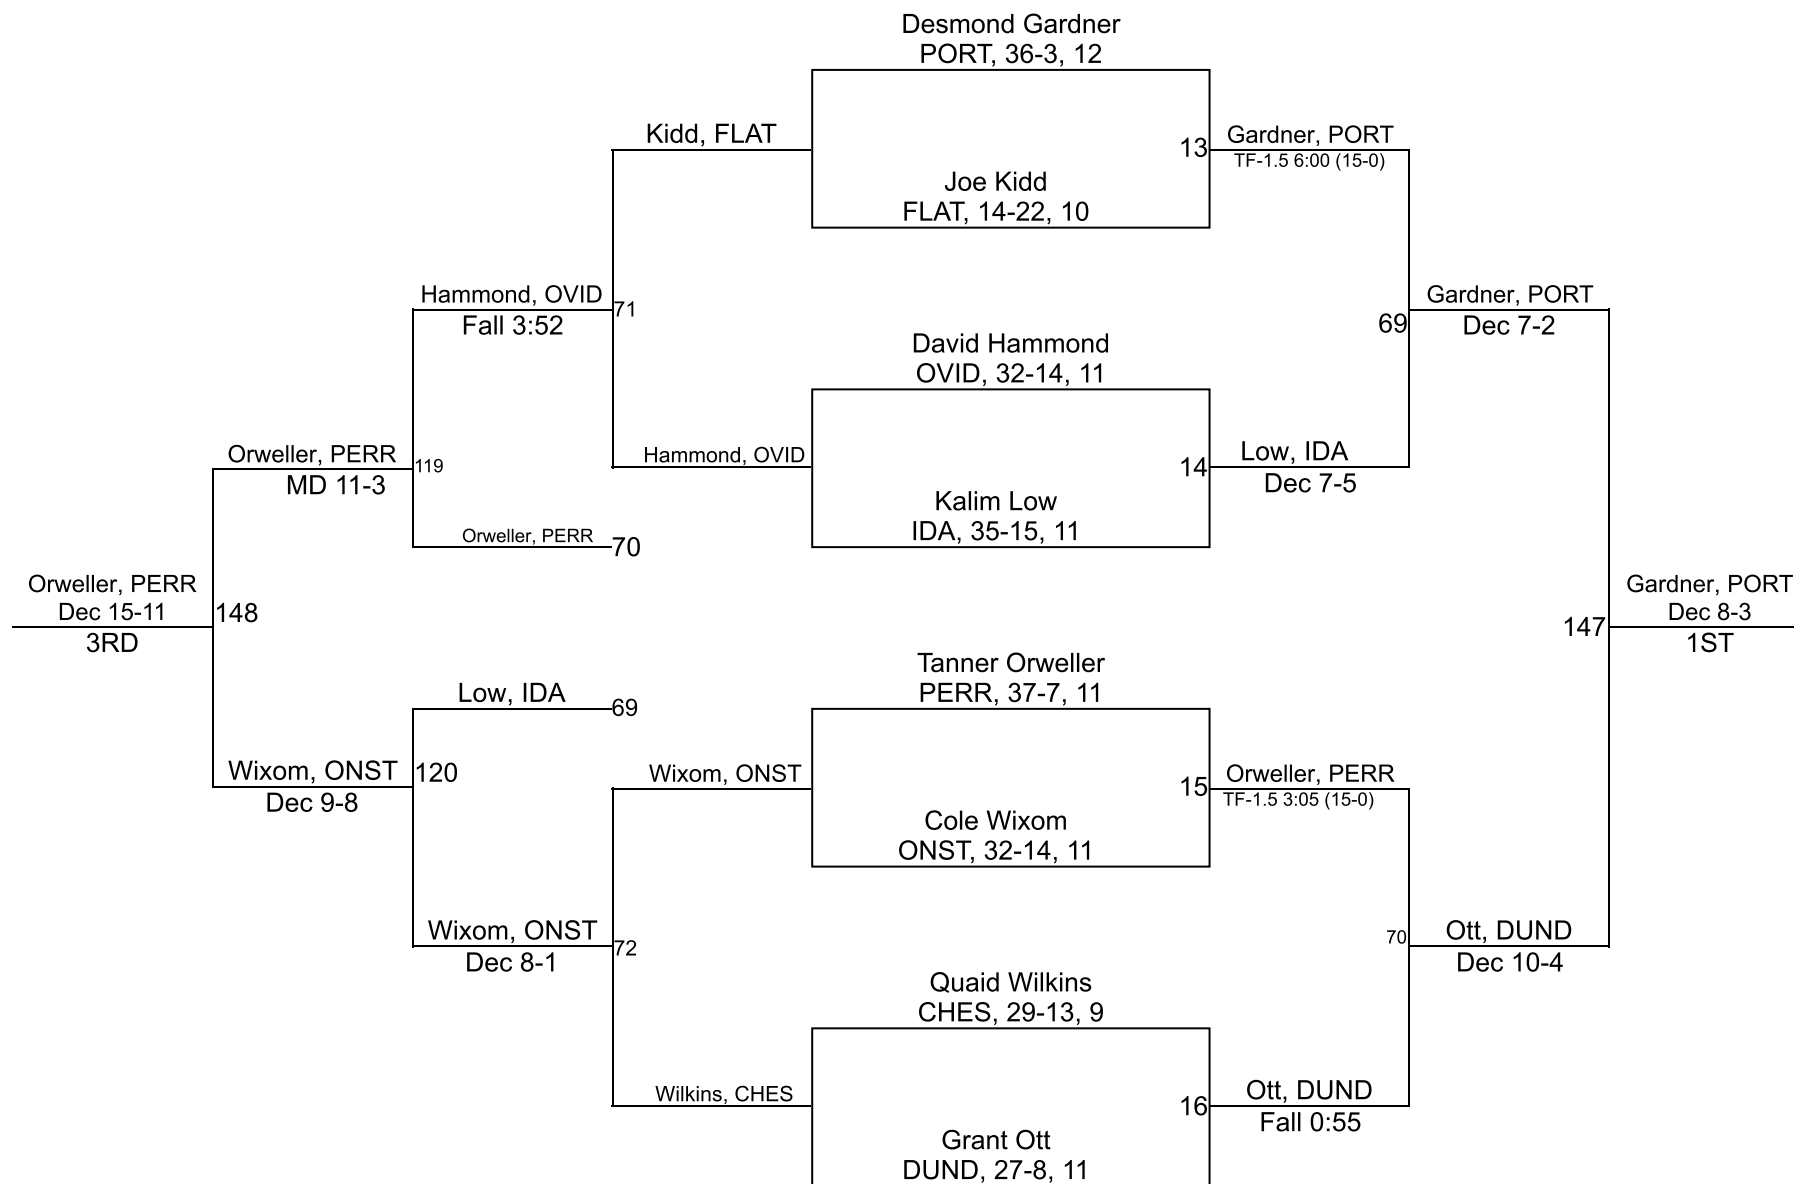 Desmond Gardner
PORT, 36-3, 12
Kidd, FLAT
13
Gardner, PORT
TF-1.5 6:00 (15-0)
Joe Kidd
FLAT, 14-22, 10
Hammond, OVID
Fall 3:52
71
Gardner, PORT
Dec 7-2
69
David Hammond
OVID, 32-14, 11
Orweller, PERR
MD 11-3
119
Hammond, OVID
14
Low, IDA
Dec 7-5
Kalim Low
IDA, 35-15, 11
Orweller, PERR
70
Orweller, PERR
Dec 15-11
3RD
148
147
Gardner, PORT
Dec 8-3
1ST
Tanner Orweller
PERR, 37-7, 11
Low, IDA
69
Wixom, ONST
Dec 9-8
120
Wixom, ONST
15
Orweller, PERR
TF-1.5 3:05 (15-0)
Cole Wixom
ONST, 32-14, 11
Wixom, ONST
Dec 8-1
72
70
Ott, DUND
Dec 10-4
Quaid Wilkins
CHES, 29-13, 9
Wilkins, CHES
16
Ott, DUND
Fall 0:55
Grant Ott
DUND, 27-8, 11